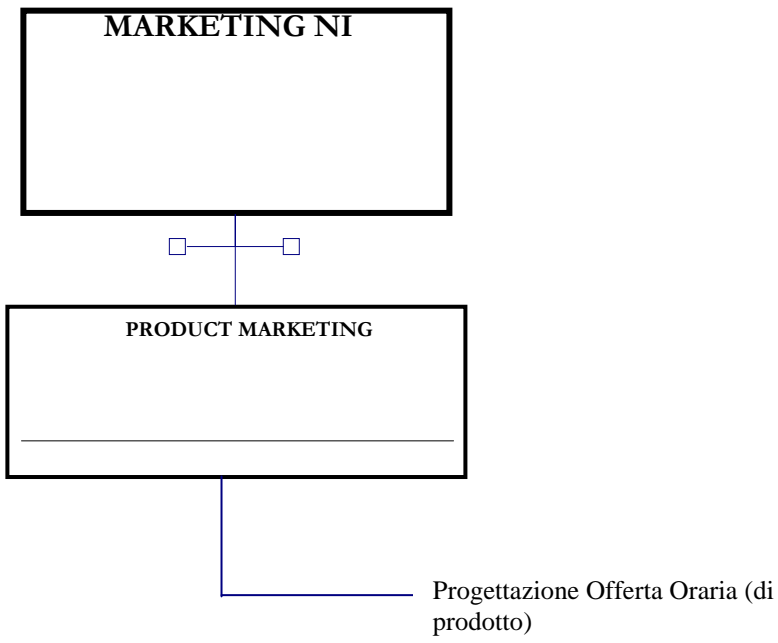 MARKETING NI
PRODUCT MARKETING
Progettazione Offerta Oraria (di
prodotto)